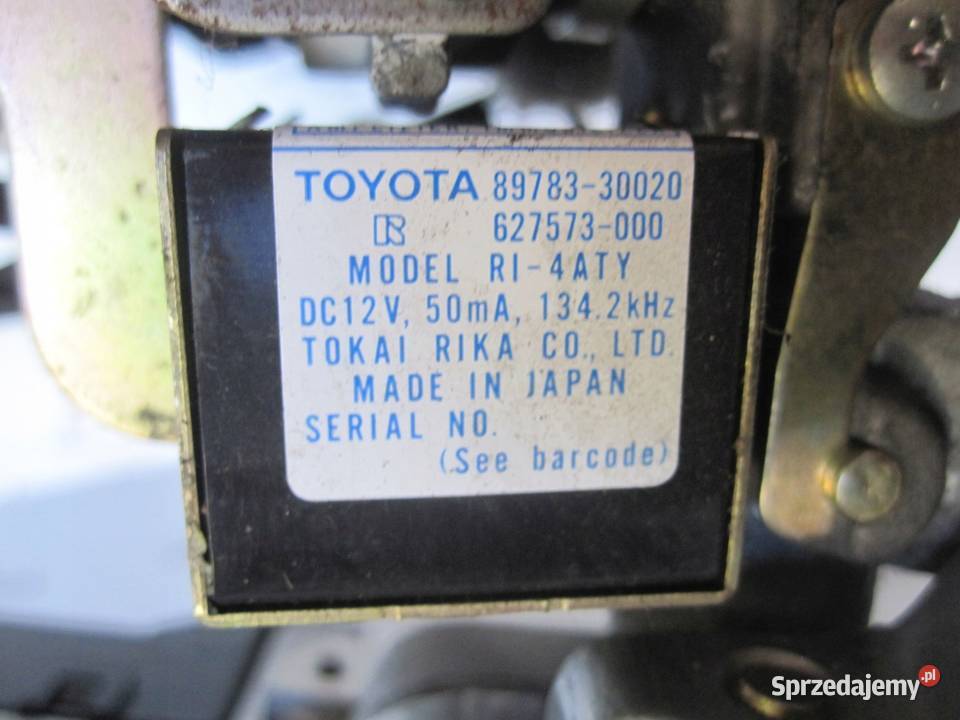 TOYOTA 89783-30020
R 627573-000
MODEL RI-4ATY
DC12V, 50mA, 134.2kHz
TOKAI RIKA CO., LTD.
MADE IN JAPAN
SERIAL NO.
(See barcode)
Sprzedajemy.pl